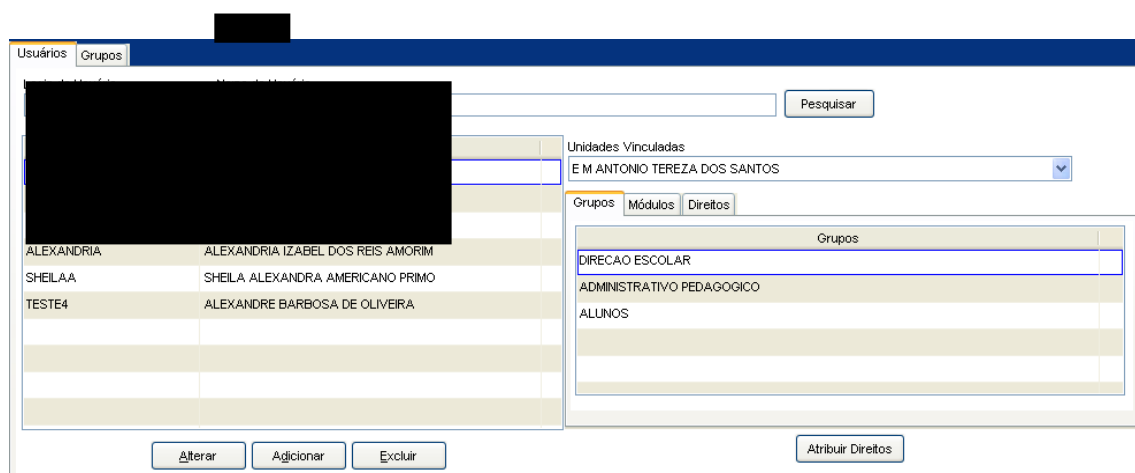 Usuários Grupos
Pesquisar
Unidades Vinculadas
E M ANTONIO TEREZA DOS SANTOS
Grupos Módulos Direitos
Grupos
DIRECAO ESCOLAR
ADMINISTRATIVO PEDAGOGICO
ALUNOS
ALEXANDRIA ALEXANDRIA IZABEL DOS REIS AMORIM
SHEILAA SHEILA ALEXANDRA AMERICANO PRIMO
TESTE4 ALEXANDRE BARBOSA DE OLIVEIRA
Alterar Adicionar Excluir
Atribuir Direitos